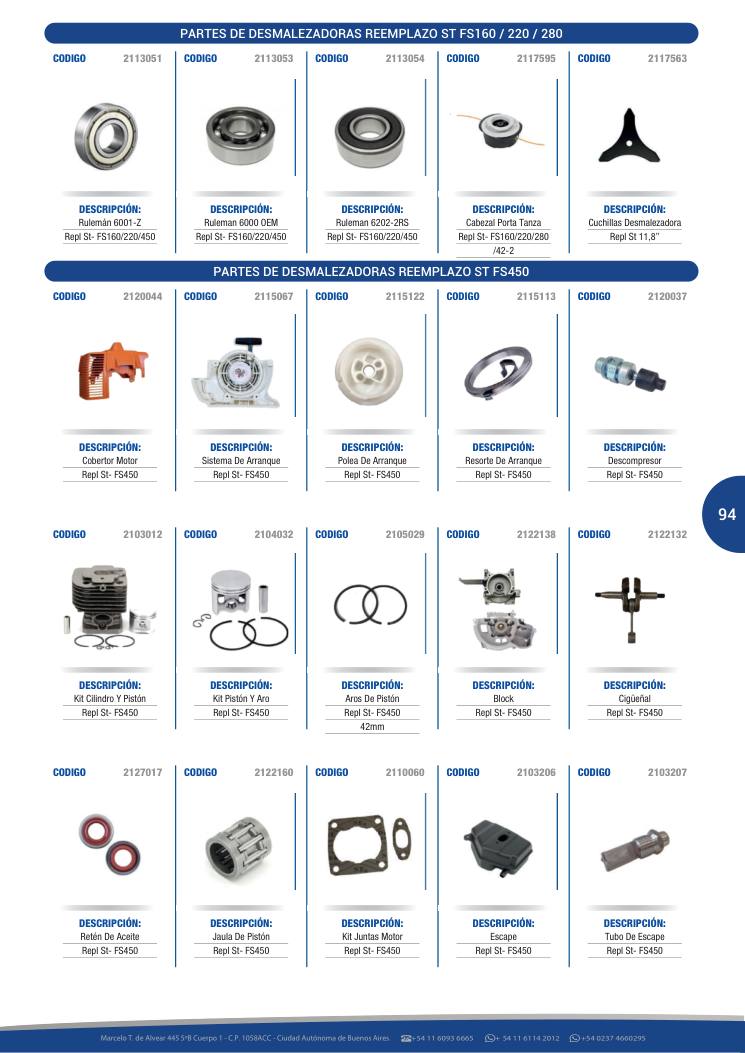 PARTES DE DESMALEZADORAS REEMPLAZO ST FS160 / 220 / 280
CODIGO 2113051
CODIGO 2113053
CODIGO 2113054
CODIGO 2117595
CODIGO 2117563
DESCRIPCIÓN:
Rulemán 6001-Z
Repl St- FS160/220/450
DESCRIPCIÓN:
Ruleman 6000 OEM
Repl St- FS160/220/450
DESCRIPCIÓN:
Ruleman 6202-2RS
Repl St- FS160/220/450
DESCRIPCIÓN:
Cabezal Porta Tanza
Repl St- FS160/220/280
/42-2
DESCRIPCIÓN:
Cuchillas Desmalezadora
Repl St 11,8"
PARTES DE DESMALEZADORAS REEMPLAZO ST FS450
CODIGO 2120044
CODIGO 2115067
CODIGO 2115122
CODIGO 2115113
CODIGO 2120037
DESCRIPCIÓN:
Cobertor Motor
Repl St- FS450
DESCRIPCIÓN:
Sistema De Arranque
Repl St- FS450
DESCRIPCIÓN:
Polea De Arranque
Repl St- FS450
DESCRIPCIÓN:
Resorte De Arranque
Repl St- FS450
DESCRIPCIÓN:
Descompresor
Repl St- FS450
94
CODIGO 2103012
CODIGO 2104032
CODIGO 2105029
CODIGO 2122138
CODIGO 2122132
DESCRIPCIÓN:
Kit Cilindro Y Pistón
Repl St- FS450
DESCRIPCIÓN:
Kit Pistón Y Aro
Repl St- FS450
DESCRIPCIÓN:
Aros De Pistón
Repl St- FS450
42mm
DESCRIPCIÓN:
Block
Repl St- FS450
DESCRIPCIÓN:
Cigüeñal
Repl St- FS450
CODIGO 2127017
CODIGO 2122160
CODIGO 2110060
CODIGO 2103206
CODIGO 2103207
DESCRIPCIÓN:
Retén De Aceite
Repl St- FS450
DESCRIPCIÓN:
Jaula De Pistón
Repl St- FS450
DESCRIPCIÓN:
Kit Juntas Motor
Repl St- FS450
DESCRIPCIÓN:
Escape
Repl St- FS450
DESCRIPCIÓN:
Tubo De Escape
Repl St- FS450
Marcelo T. de Alvear 445 5ºB Cuerpo 1 - C.P. 1058ACC - Ciudad Autónoma de Buenos Aires +54 11 6093 6665 + 54 11 6114 2012 +54 0237 4660295